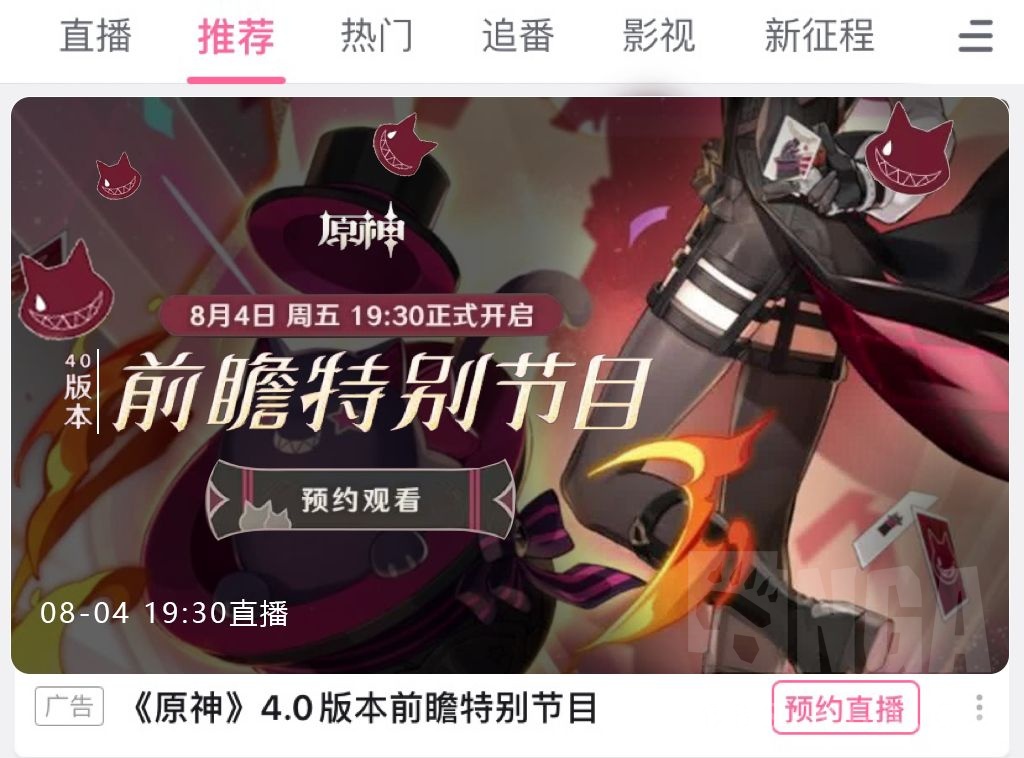 直播 推荐 热门 追番 影视 新征程
原神
8月4日 周五 19:30正式开启
40版本
前瞻特别节目
预约观看
08-04 19:30直播
NGA
广告 《原神》4.0版本前瞻特别节目 预约直播